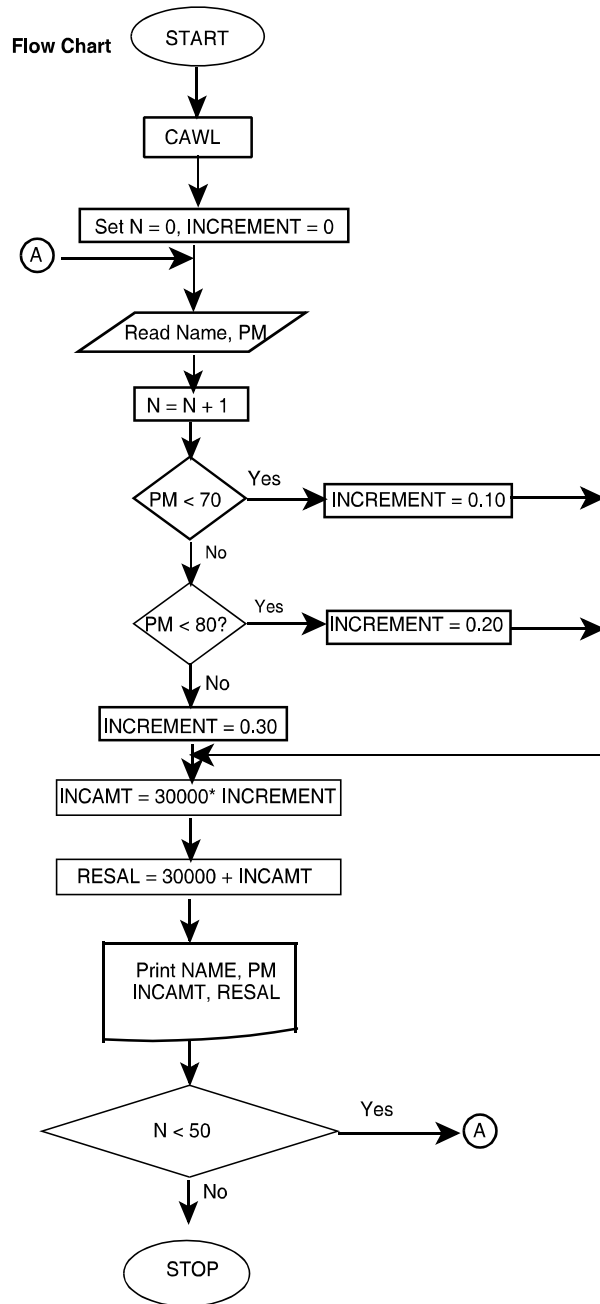 Flow Chart
START
CAWL
Set N = 0, INCREMENT = 0
A
Read Name, PM
N = N + 1
PM < 70
Yes
INCREMENT = 0.10
No
PM < 80?
Yes
INCREMENT = 0.20
No
INCREMENT = 0.30
INCAMT = 30000* INCREMENT
RESAL = 30000 + INCAMT
Print NAME, PM
INCAMT, RESAL
N < 50
Yes
A
No
STOP